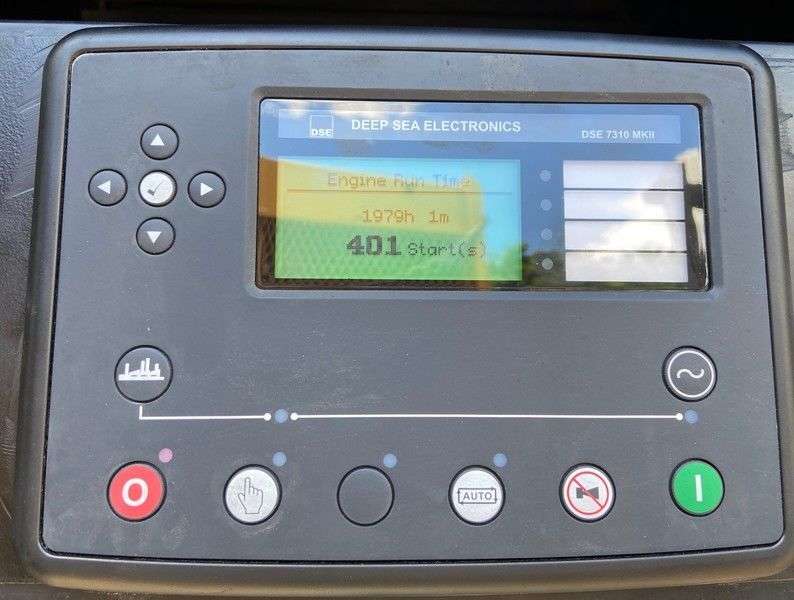 DSE DEEP SEA ELECTRONICS
DSE 7310 MKII
Engine Run Time
1979h 1m
401 Start(s)
O
AUTO
I